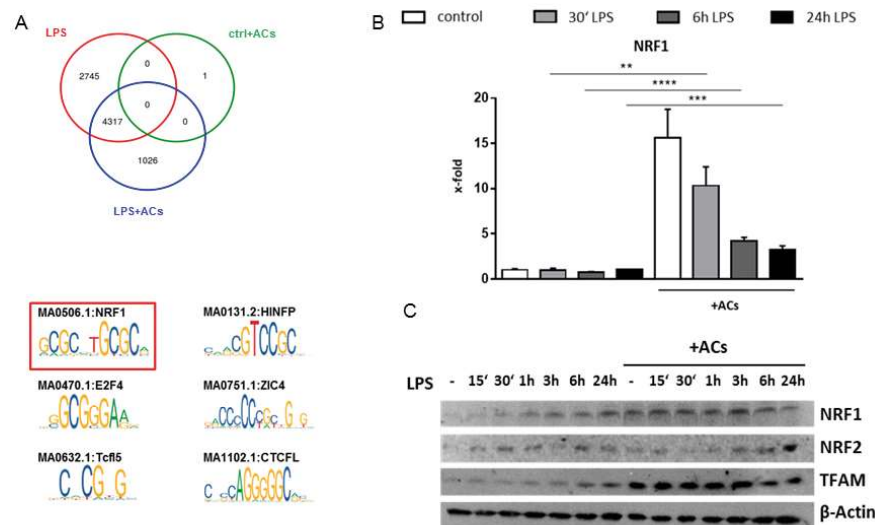 A
LPS
ctrl+ACs
2745
0
1
0
4317
0
1026
LPS+ACs
MA0506.1:NRF1
MA0131.2:HINFP
MA0470.1:E2F4
MA0751.1:ZIC4
MA0632.1:Tcfl5
MA1102.1:CTCFL
B
control
30′ LPS
6h LPS
24h LPS
NRF1
**
****
***
20
15
10
5
0
x-fold
+ACs
C
+ACs
LPS - 15′ 30′ 1h 3h 6h 24h - 15′ 30′ 1h 3h 6h 24h
NRF1
NRF2
TFAM
β-Actin